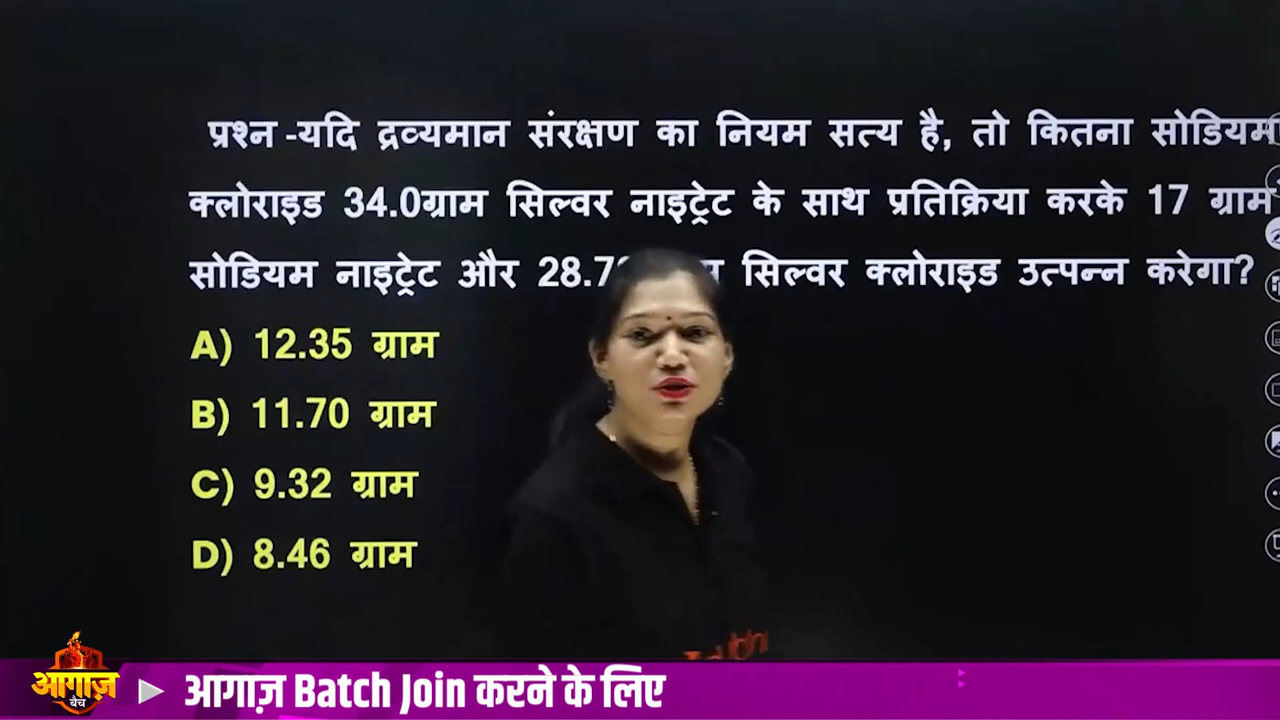 प्रश्न -यदि द्रव्यमान संरक्षण का नियम सत्य है, तो कितना सोडियम
क्लोराइड 34.0ग्राम सिल्वर नाइट्रेट के साथ प्रतिक्रिया करके 17 ग्राम
सोडियम नाइट्रेट और सिल्वर क्लोराइड उत्पन्न करेगा?
A) 12.35 ग्राम
B) 11.70 ग्राम
C) 9.32 ग्राम
D) 8.46 ग्राम
आगाज़
बैच
आगाज़ Batch Join करने के लिए